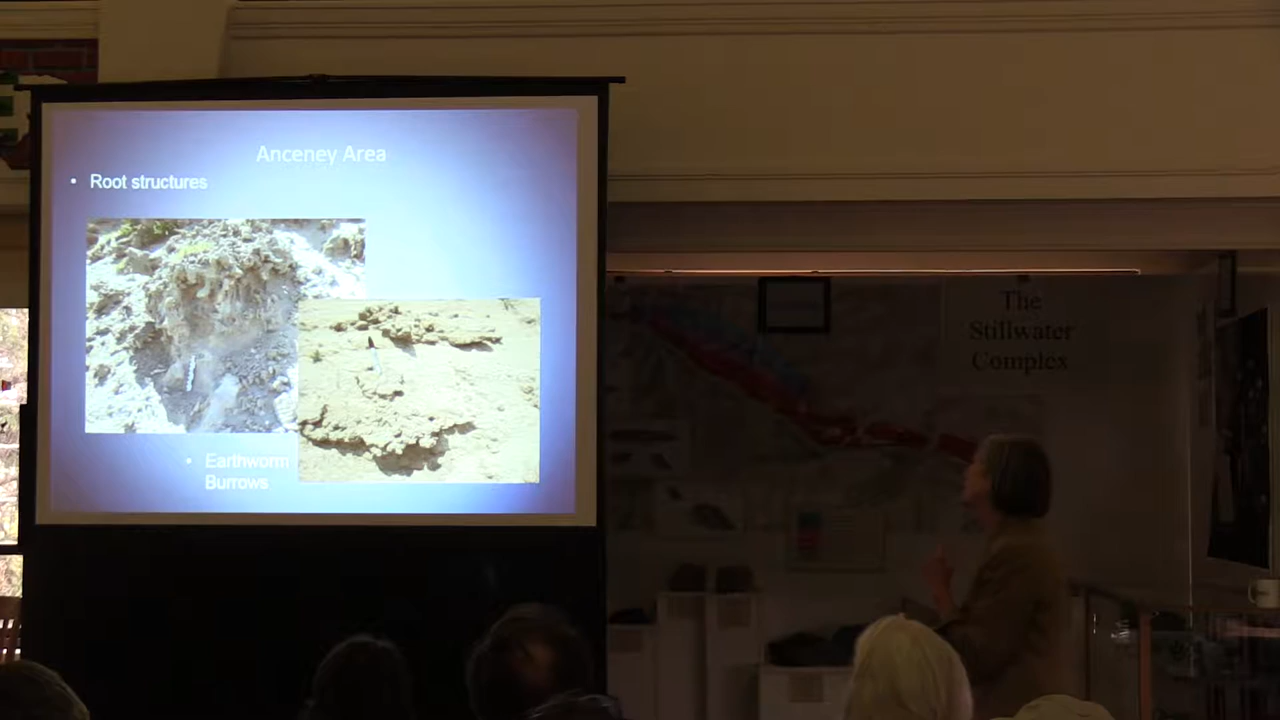 Anceney Area
• Root structures
• Earthworm
Burrows
The
Stillwater
Complex